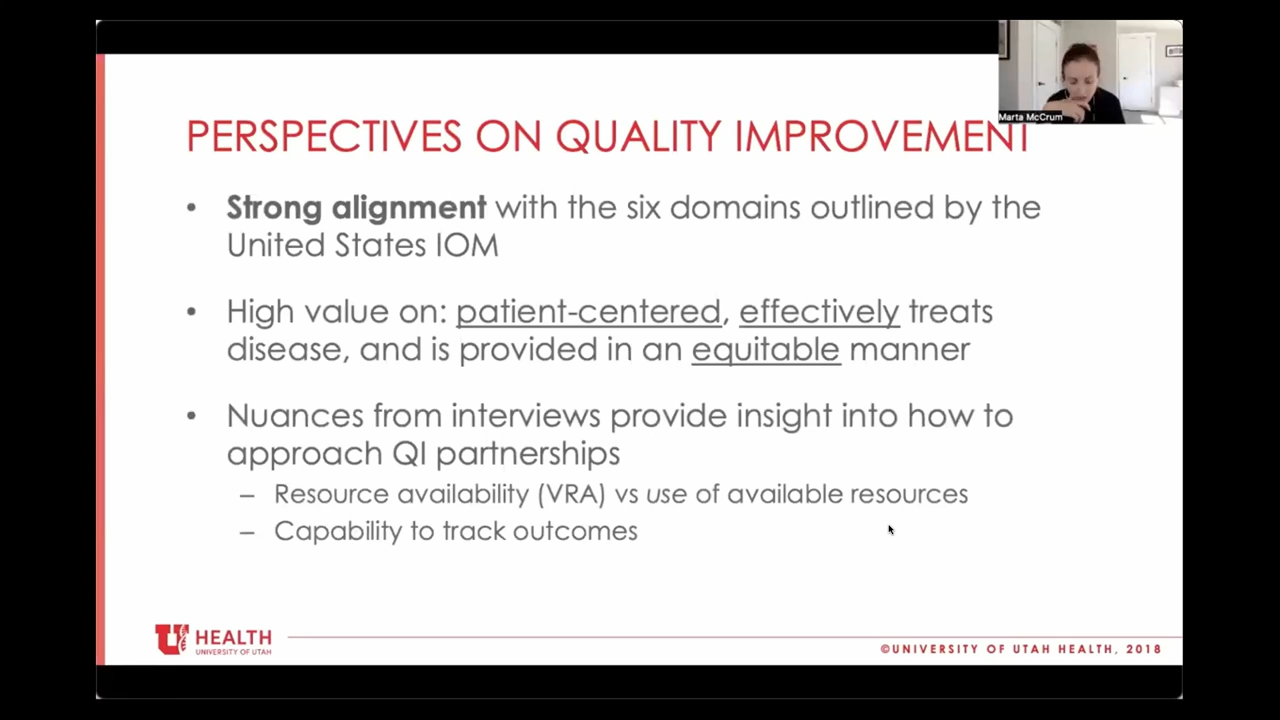 Marta McCrum
PERSPECTIVES ON QUALITY IMPROVEMENT
• Strong alignment with the six domains outlined by the
United States IOM
• High value on: patient-centered, effectively treats
disease, and is provided in an equitable manner
• Nuances from interviews provide insight into how to
approach QI partnerships
– Resource availability (VRA) vs use of available resources
– Capability to track outcomes
U HEALTH
UNIVERSITY OF UTAH
©UNIVERSITY OF UTAH HEALTH, 2018